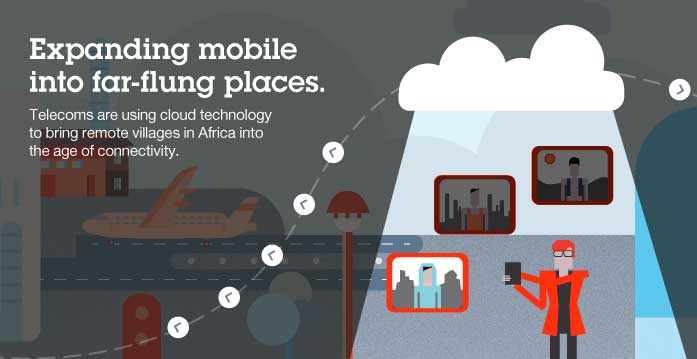 Expanding mobile
into far-flung places.
Telecoms are using cloud technology
to bring remote villages in Africa into
the age of connectivity.